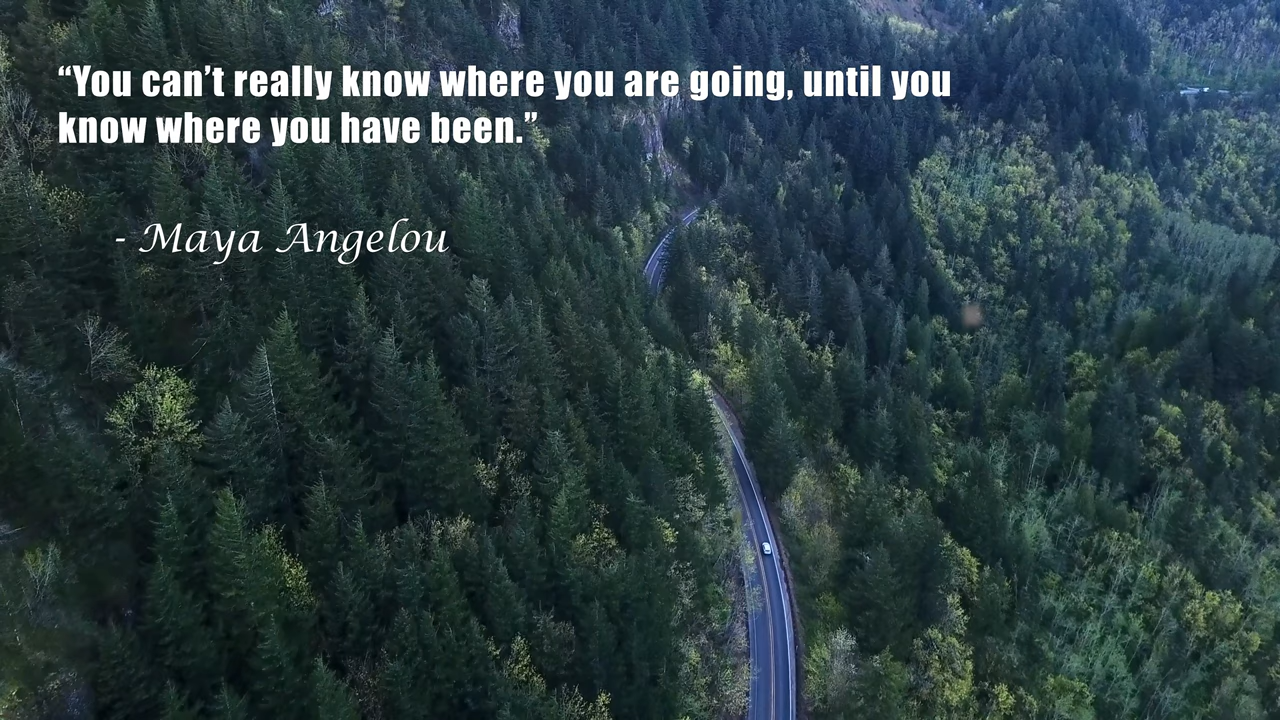 “You can’t really know where you are going, until you
know where you have been.”
- Maya Angelou